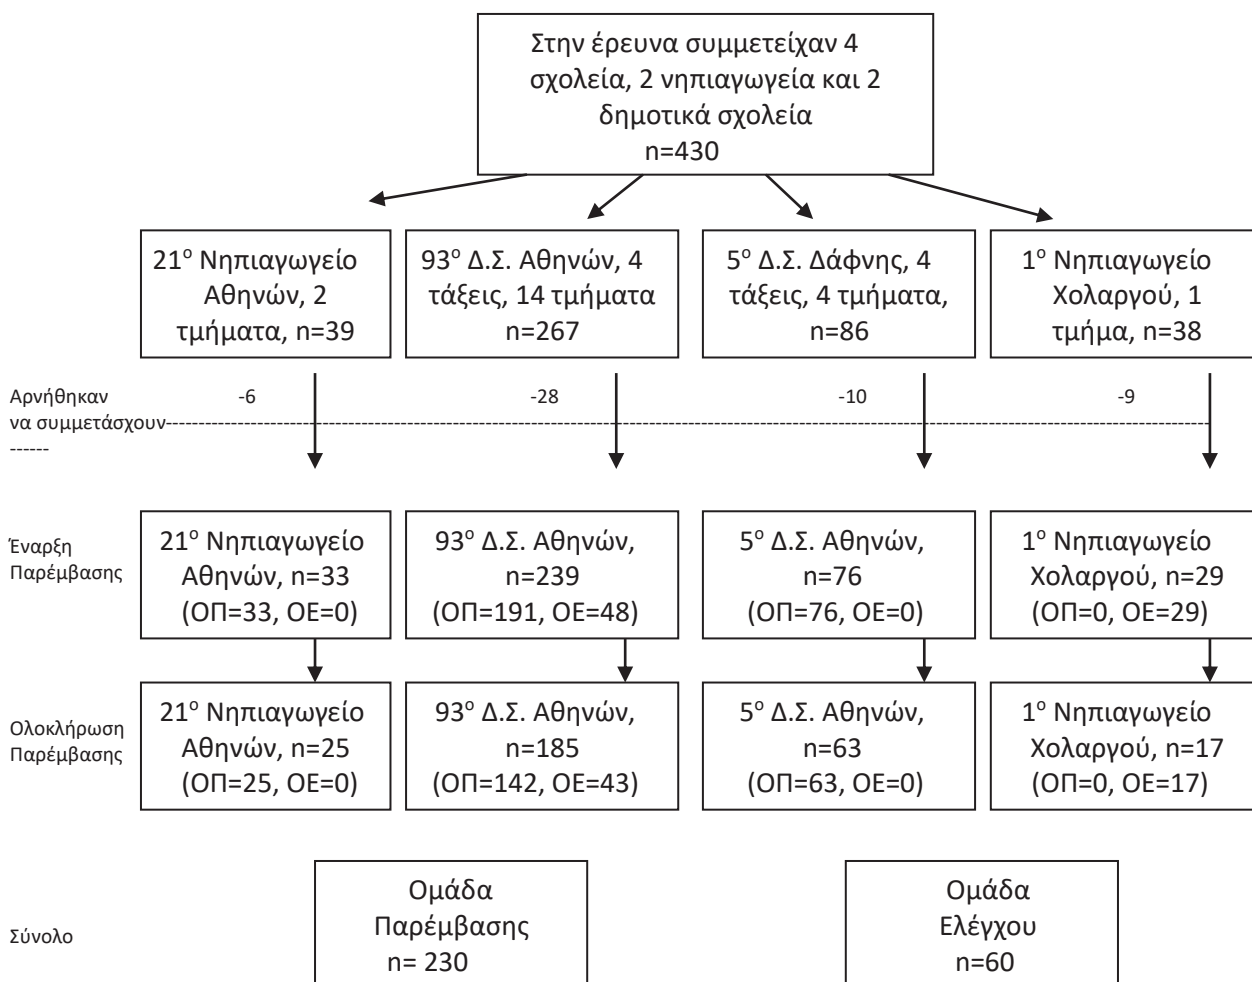 Στην έρευνα συμμετείχαν 4
σχολεία, 2 νηπιαγωγεία και 2
δημοτικά σχολεία
n=430
21ο Νηπιαγωγείο
Αθηνών, 2
τμήματα, n=39
93ο Δ.Σ. Αθηνών, 4
τάξεις, 14 τμήματα
n=267
5ο Δ.Σ. Δάφνης, 4
τάξεις, 4 τμήματα,
n=86
1ο Νηπιαγωγείο
Χολαργού, 1
τμήμα, n=38
Αρνήθηκαν
να συμμετάσχουν
-6
-28
-10
-9
Έναρξη
Παρέμβασης
21ο Νηπιαγωγείο
Αθηνών, n=33
(ΟΠ=33, ΟΕ=0)
93ο Δ.Σ. Αθηνών,
n=239
(ΟΠ=191, ΟΕ=48)
5ο Δ.Σ. Αθηνών,
n=76
(ΟΠ=76, ΟΕ=0)
1ο Νηπιαγωγείο
Χολαργού, n=29
(ΟΠ=0, ΟΕ=29)
Ολοκλήρωση
Παρέμβασης
21ο Νηπιαγωγείο
Αθηνών, n=25
(ΟΠ=25, ΟΕ=0)
93ο Δ.Σ. Αθηνών,
n=185
(ΟΠ=142, ΟΕ=43)
5ο Δ.Σ. Αθηνών,
n=63
(ΟΠ=63, ΟΕ=0)
1ο Νηπιαγωγείο
Χολαργού, n=17
(ΟΠ=0, ΟΕ=17)
Σύνολο
Ομάδα
Παρέμβασης
n= 230
Ομάδα
Ελέγχου
n=60